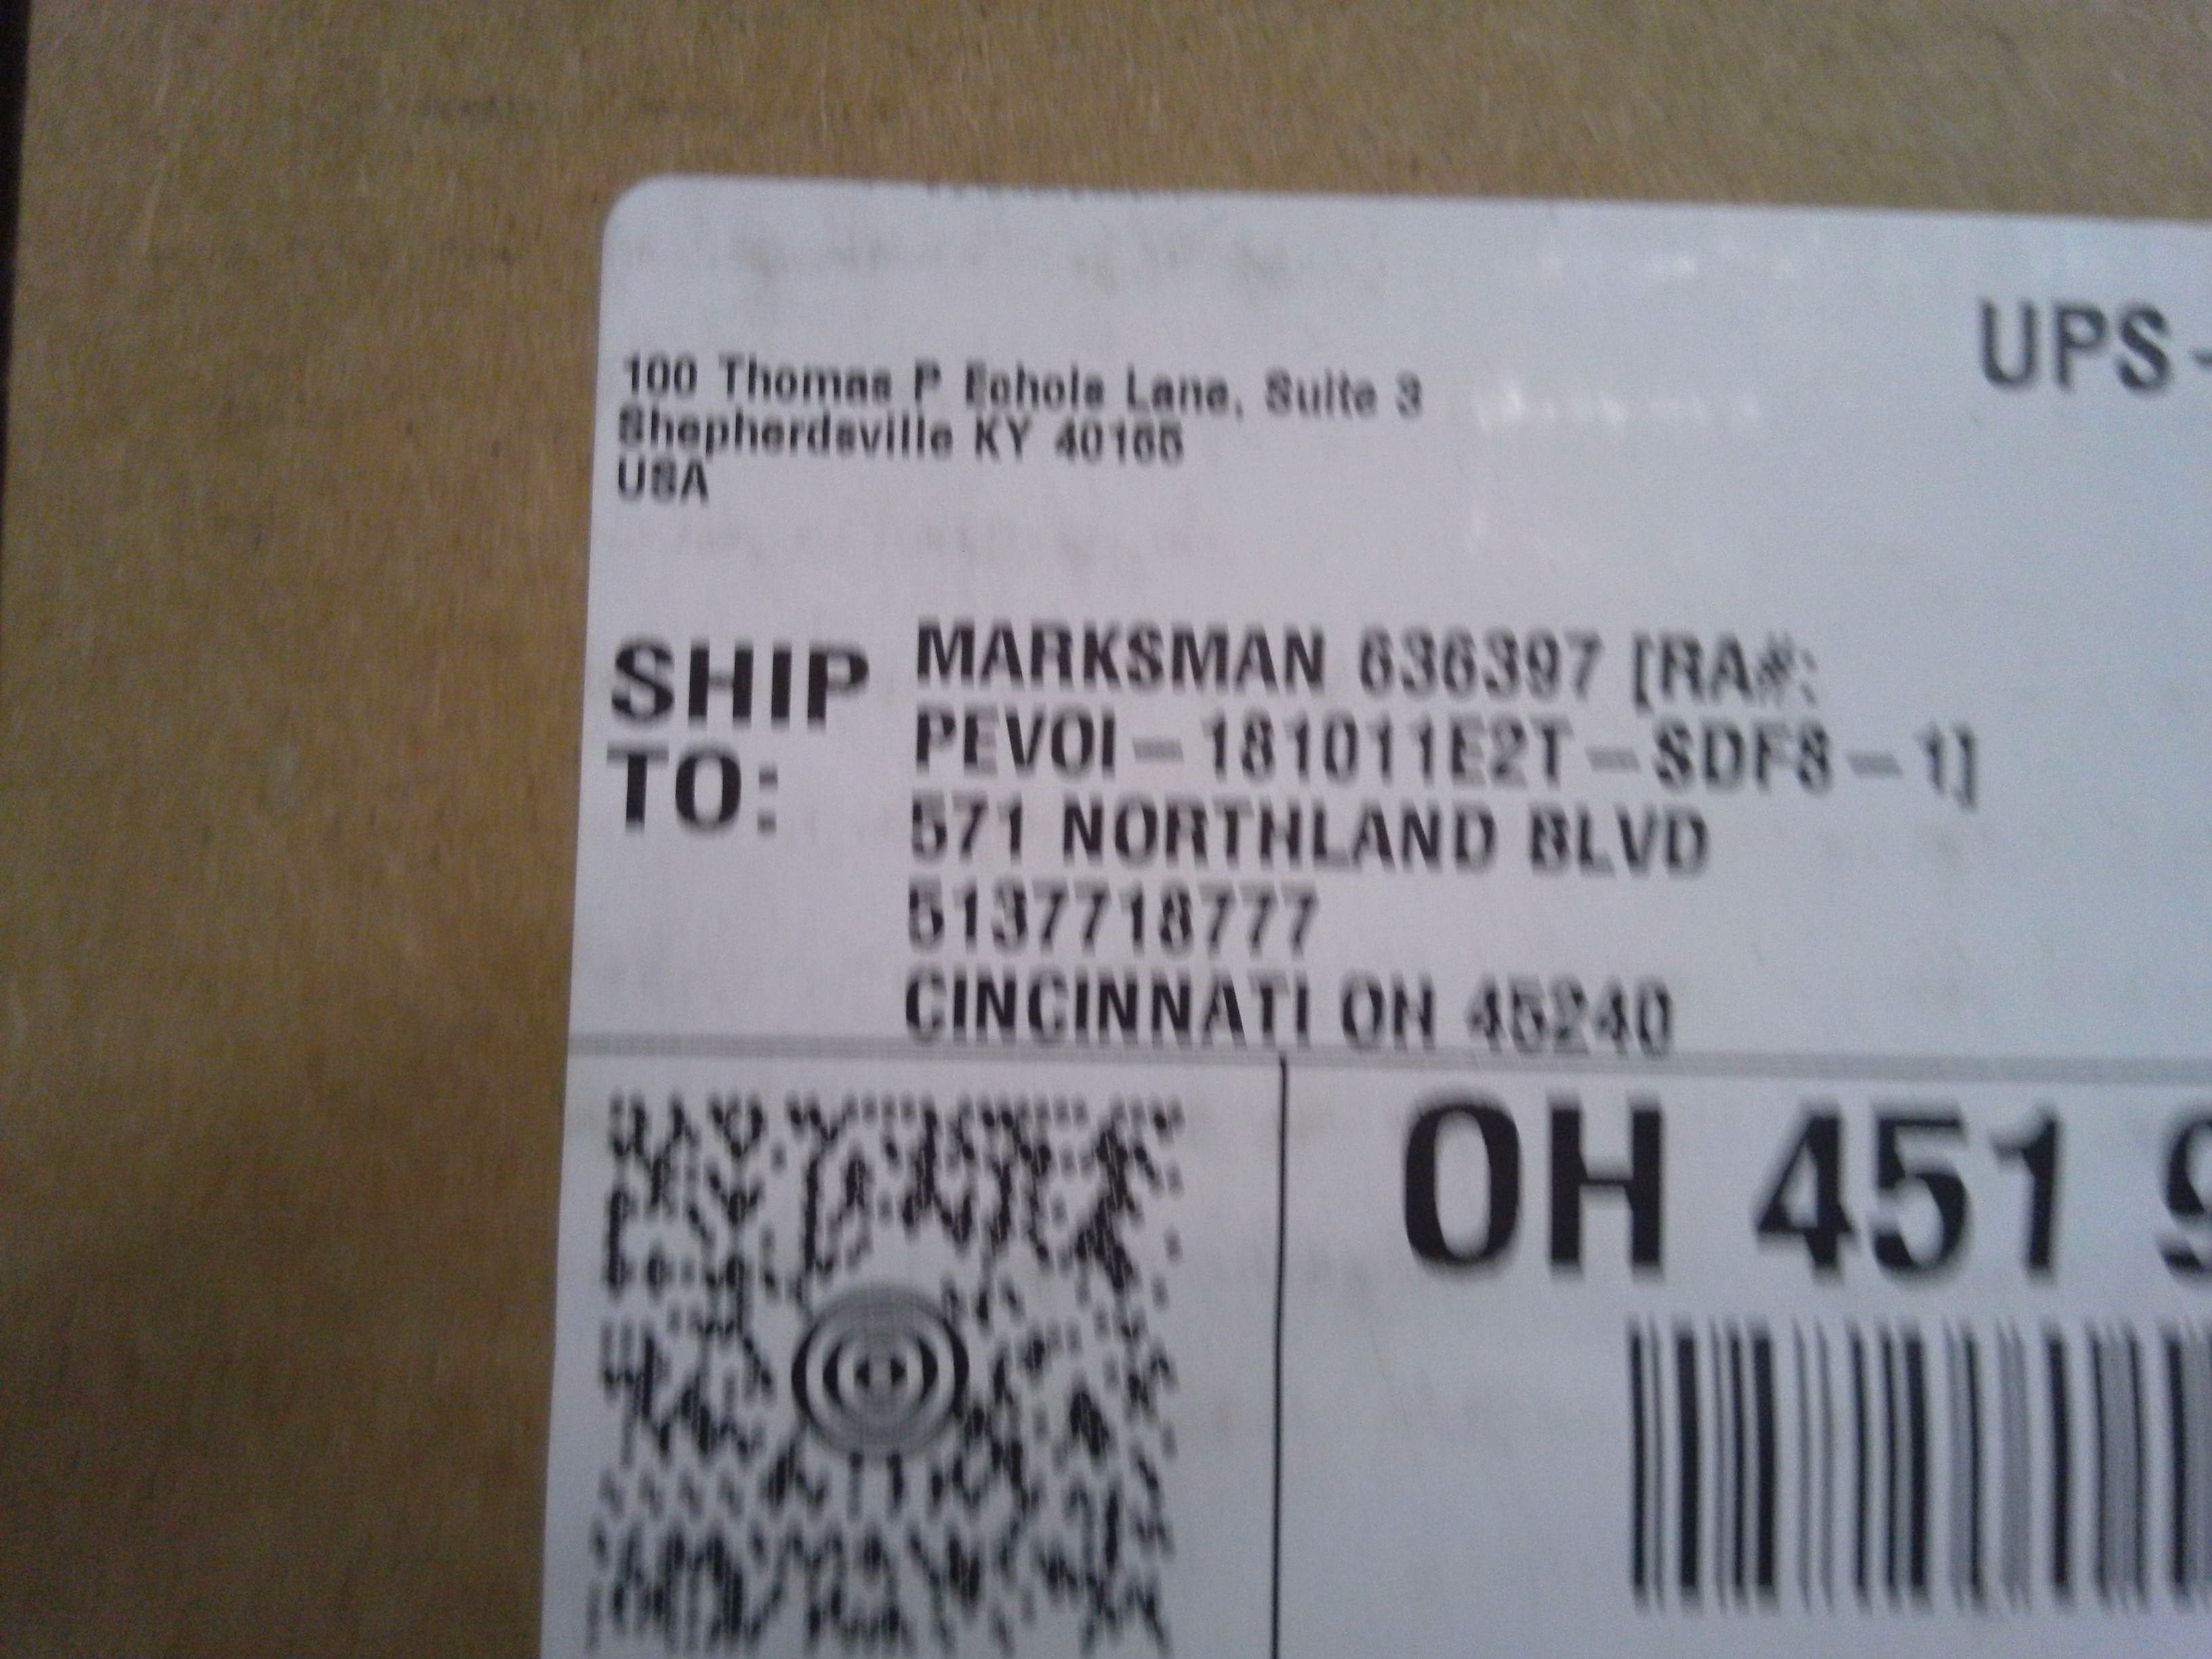 UPS-
100 Thomas P Echols Lane, Suite 3
Shepherdsville KY 40165
USA
SHIP TO:
MARKSMAN 636397 [RA#:
PEVOI-181011E2T-SDF8-1]
571 NORTHLAND BLVD
5137718777
CINCINNATI OH 45240
OH 451 9